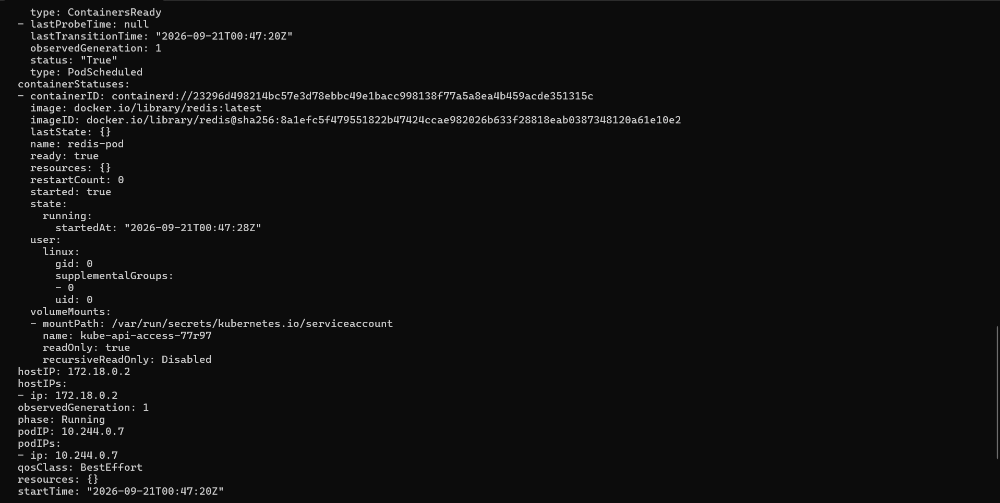 type: ContainersReady
  - lastProbeTime: null
    lastTransitionTime: "2026-09-21T00:47:20Z"
    observedGeneration: 1
    status: "True"
    type: PodScheduled
  containerStatuses:
  - containerID: containerd://23296d498214bc57e3d78ebbc49e1bacc998138f77a5a8ea4b459acde351315c
    image: docker.io/library/redis:latest
    imageID: docker.io/library/redis@sha256:8a1efc5f479551822b47424ccae982026b633f28818eab0387348120a61e10e2
    lastState: {}
    name: redis-pod
    ready: true
    resources: {}
    restartCount: 0
    started: true
    state:
      running:
        startedAt: "2026-09-21T00:47:28Z"
    user:
      linux:
        gid: 0
        supplementalGroups:
        - 0
        uid: 0
    volumeMounts:
    - mountPath: /var/run/secrets/kubernetes.io/serviceaccount
      name: kube-api-access-77r97
      readOnly: true
      recursiveReadOnly: Disabled
  hostIP: 172.18.0.2
  hostIPs:
  - ip: 172.18.0.2
  observedGeneration: 1
  phase: Running
  podIP: 10.244.0.7
  podIPs:
  - ip: 10.244.0.7
  qosClass: BestEffort
  resources: {}
  startTime: "2026-09-21T00:47:20Z"